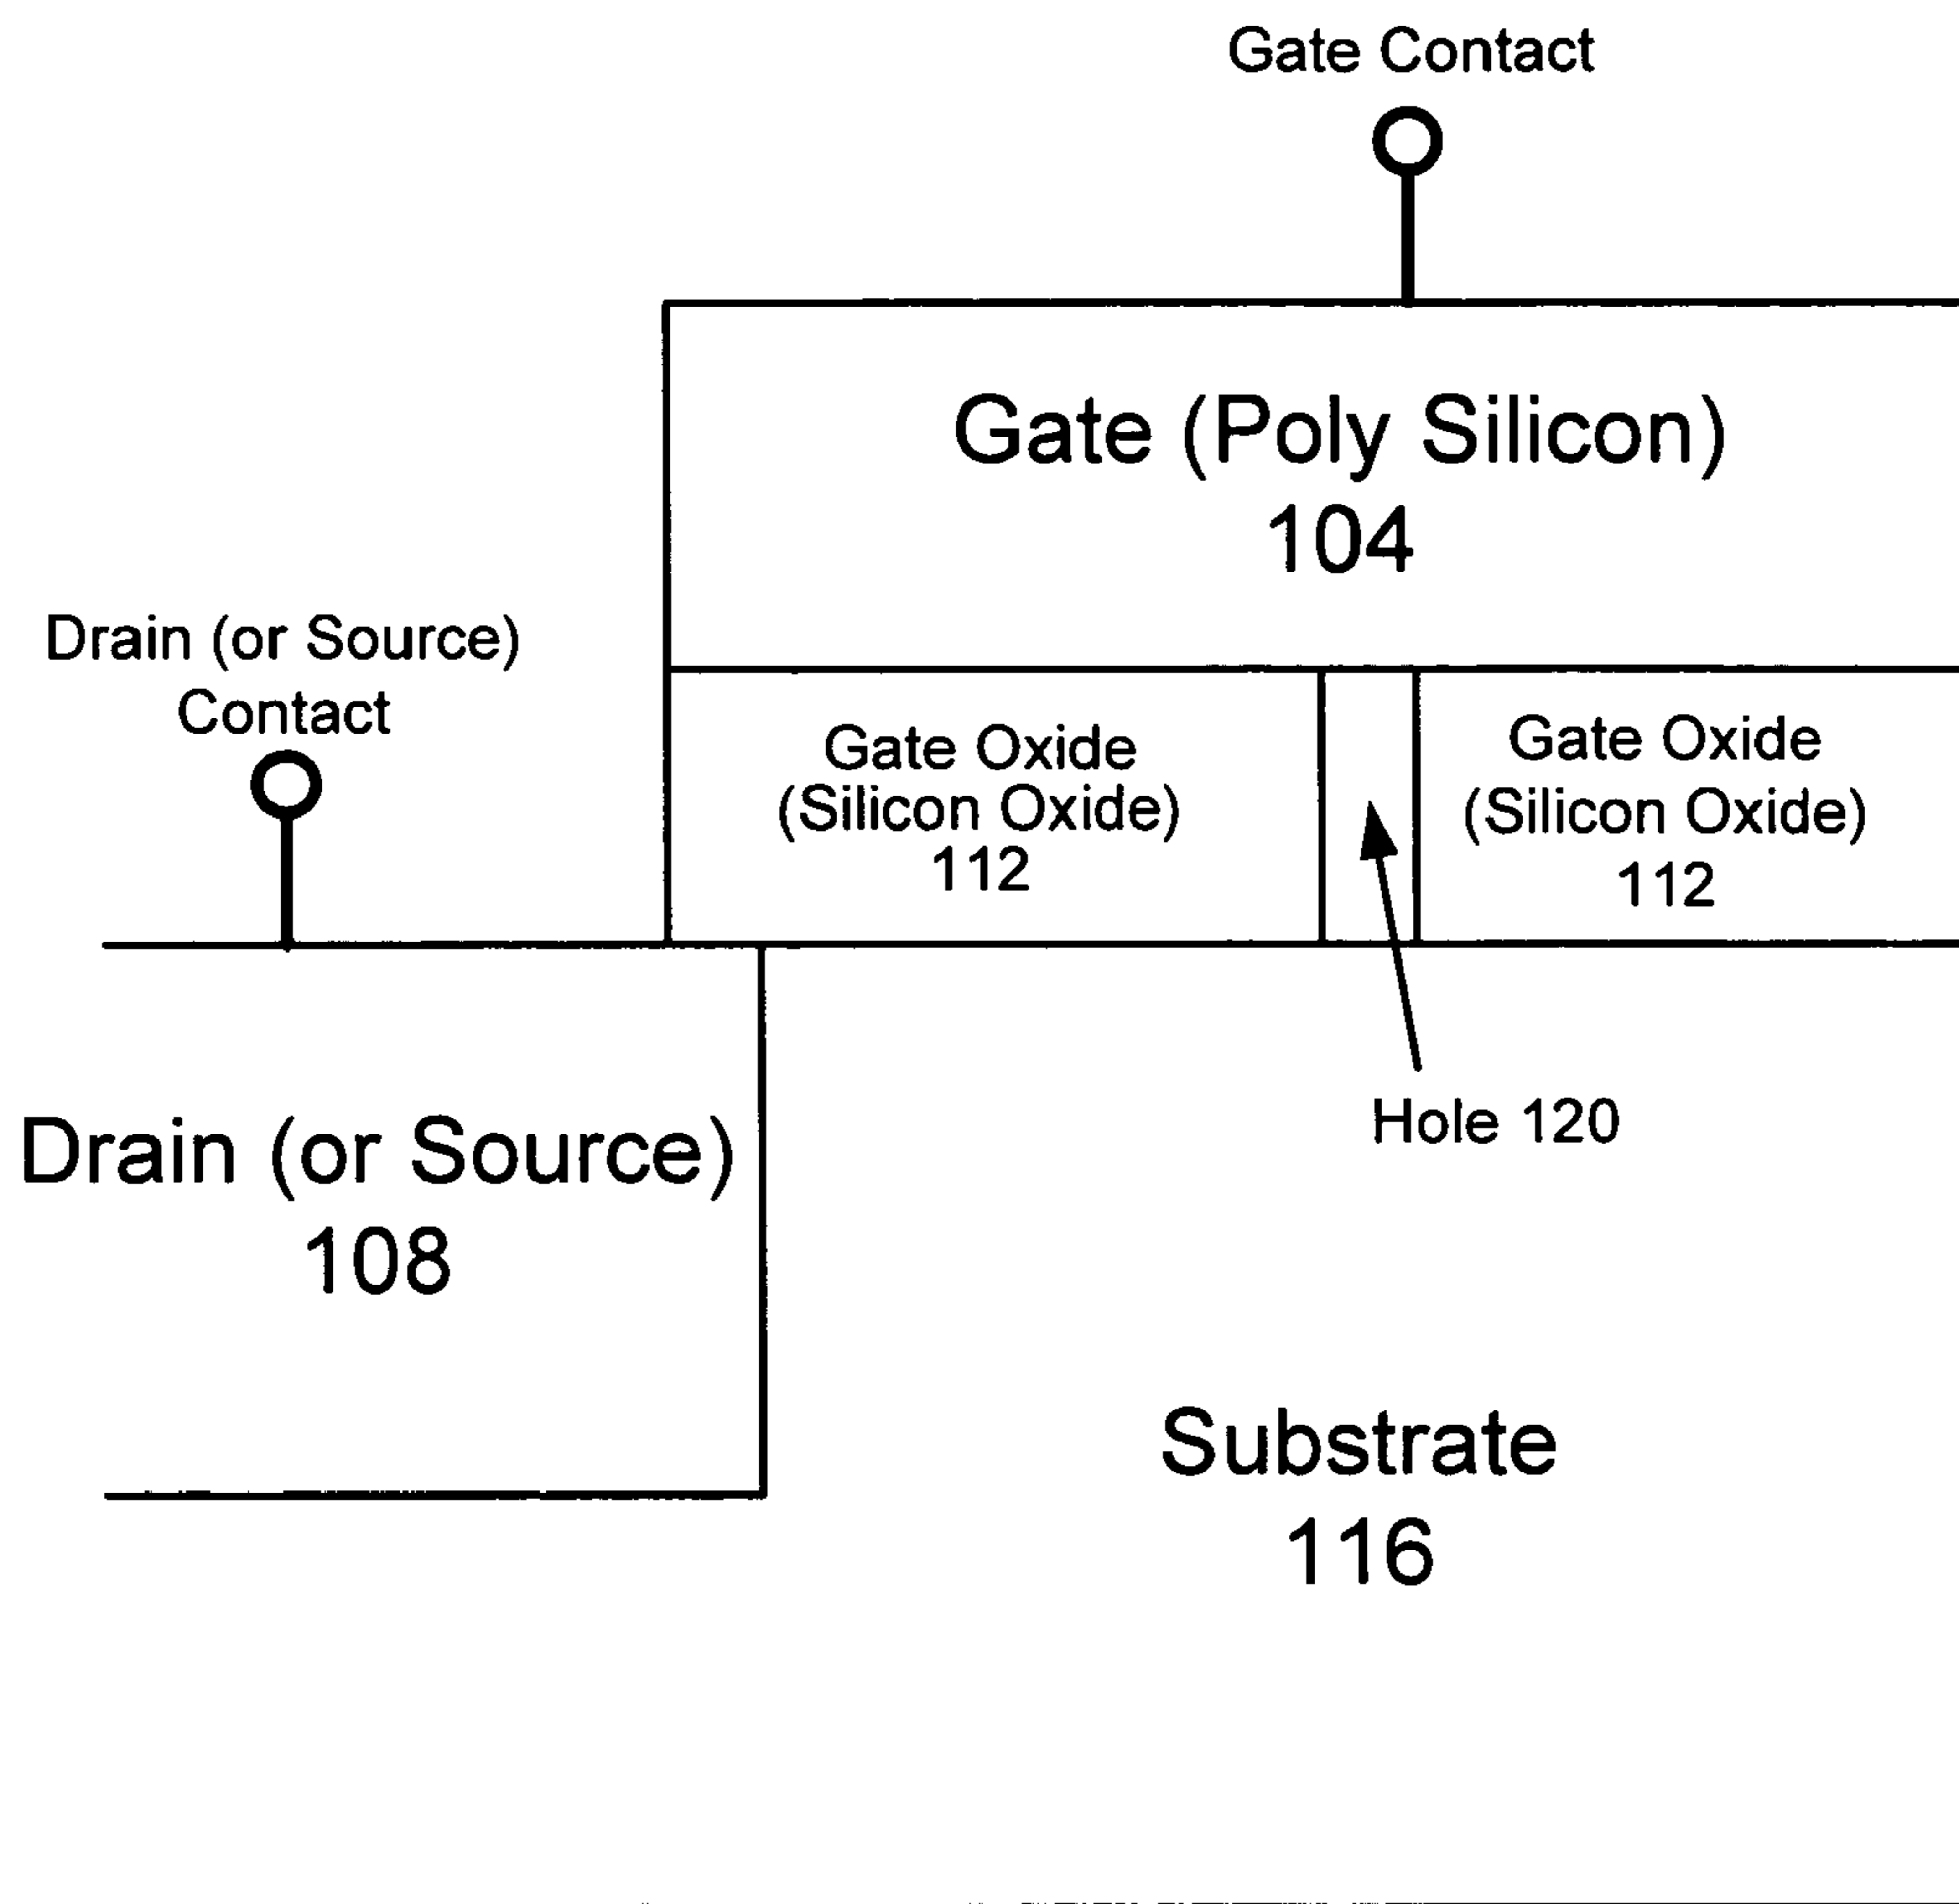 Gate Contact
Gate (Poly Silicon)
104
Drain (or Source)
Contact
Gate Oxide
(Silicon Oxide)
112
Gate Oxide
(Silicon Oxide)
112
Hole 120
Drain (or Source)
108
Substrate
116